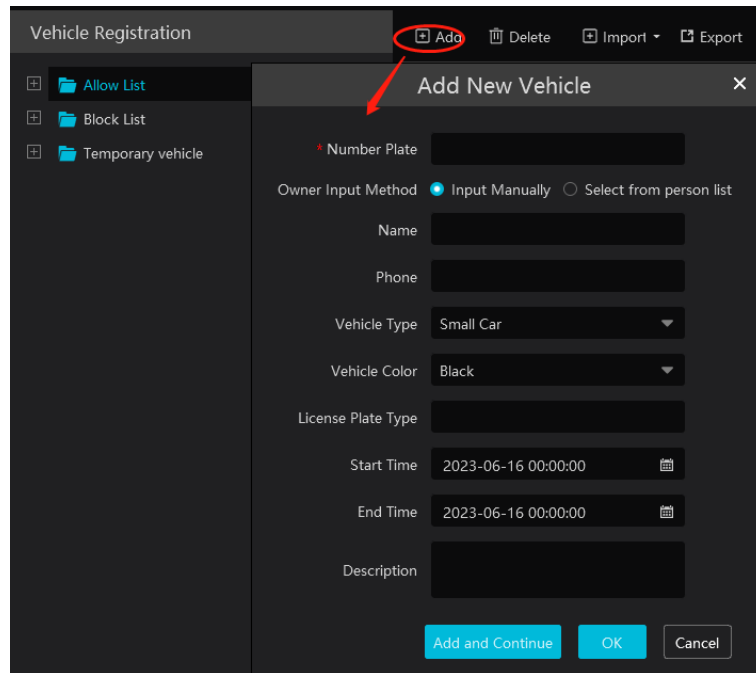 Vehicle Registration
Add Delete Import Export
Allow List
Block List
Temporary vehicle
Add New Vehicle
* Number Plate
Owner Input Method Input Manually Select from person list
Name
Phone
Vehicle Type Small Car
Vehicle Color Black
License Plate Type
Start Time 2023-06-16 00:00:00
End Time 2023-06-16 00:00:00
Description
Add and Continue OK Cancel